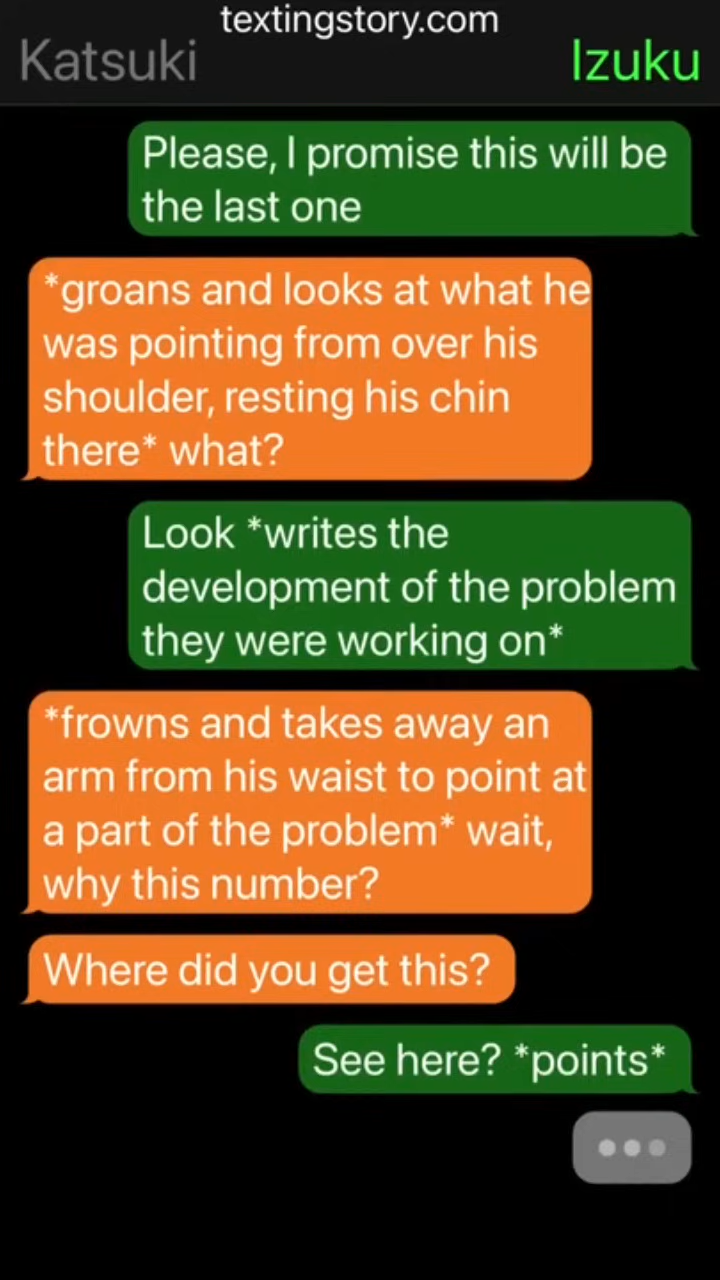 textingstory.com
Katsuki
Izuku
Please, I promise this will be
the last one
*groans and looks at what he
was pointing from over his
shoulder, resting his chin
there* what?
Look *writes the
development of the problem
they were working on*
*frowns and takes away an
arm from his waist to point at
a part of the problem* wait,
why this number?
Where did you get this?
See here? *points*